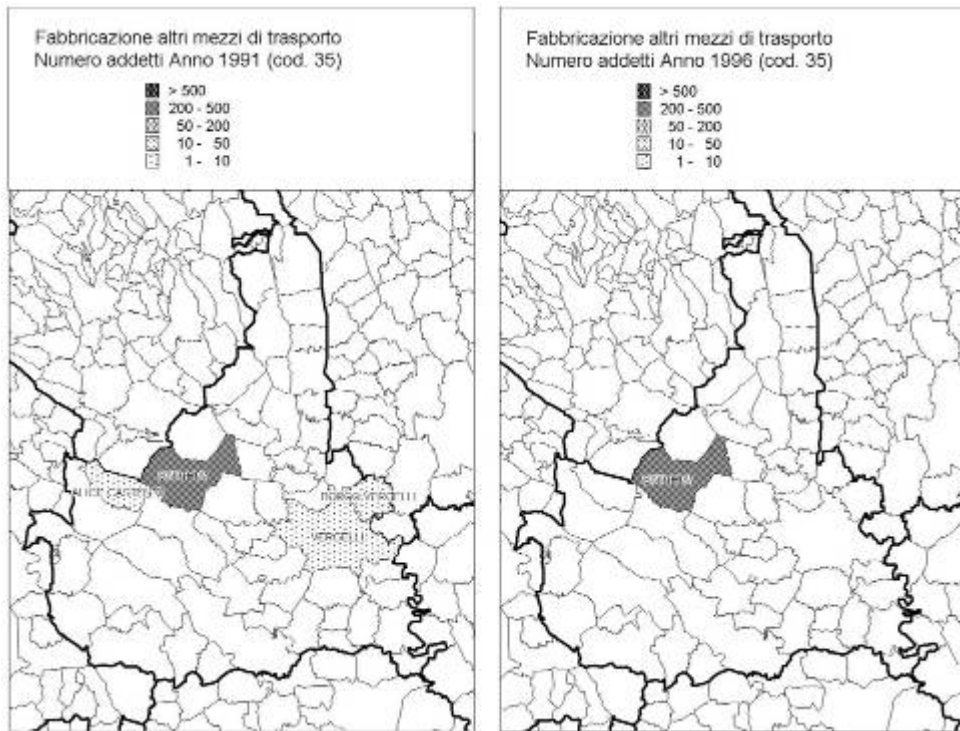 Fabbricazione altri mezzi di trasporto
Numero addetti Anno 1991 (cod. 35)
> 500
200 - 500
50 - 200
10 - 50
1 - 10
BORGO VERCELLI
VERCELLI
Fabbricazione altri mezzi di trasporto
Numero addetti Anno 1996 (cod. 35)
> 500
200 - 500
50 - 200
10 - 50
1 - 10